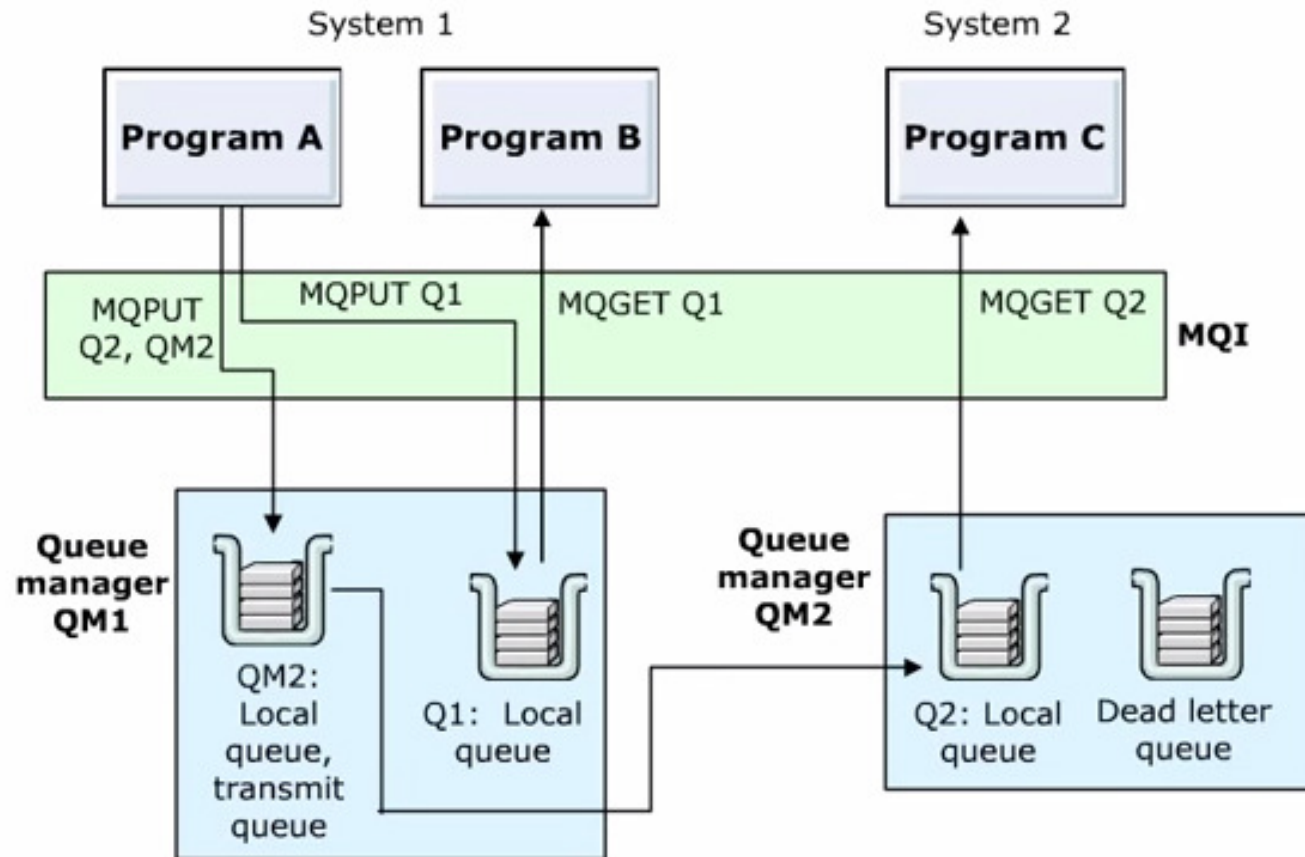 System 1
System 2
Program A
Program B
Program C
MQPUT
Q2, QM2
MQPUT Q1
MQGET Q1
MQGET Q2
MQI
Queue
manager
QM1
QM2:
Local
queue,
transmit
queue
Q1: Local
queue
Queue
manager
QM2
Q2: Local
queue
Dead letter
queue